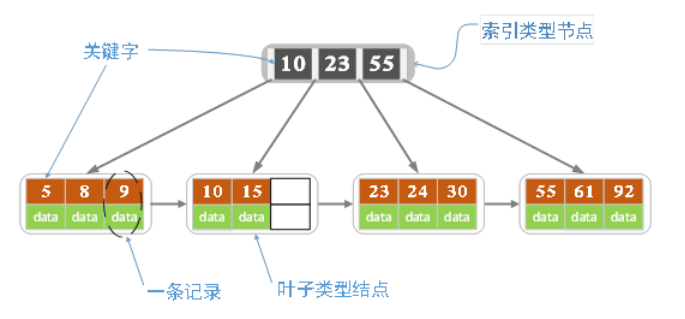 关键字
索引类型节点
10 23 55
5 8 9
data data data
10 15
data data
23 24 30
data data data
55 61 92
data data data
一条记录
叶子类型结点